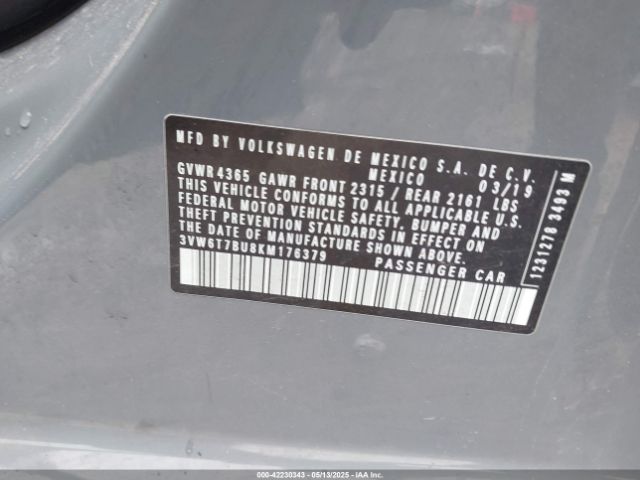 MFD BY VOLKSWAGEN DE MEXICO S.A. DE C.V.
MEXICO 03/19
GVWR 4365 GAWR FRONT 2315 / REAR 2161 LBS
THIS VEHICLE CONFORMS TO ALL APPLICABLE U.S.
FEDERAL MOTOR VEHICLE SAFETY, BUMPER AND
THEFT PREVENTION STANDARDS IN EFFECT ON
THE DATE OF MANUFACTURE SHOWN ABOVE.
3VW6T7BU8KM176379
PASSENGER CAR
1231278 3493 M
000-42230343 - 05/13/2025 - IAA